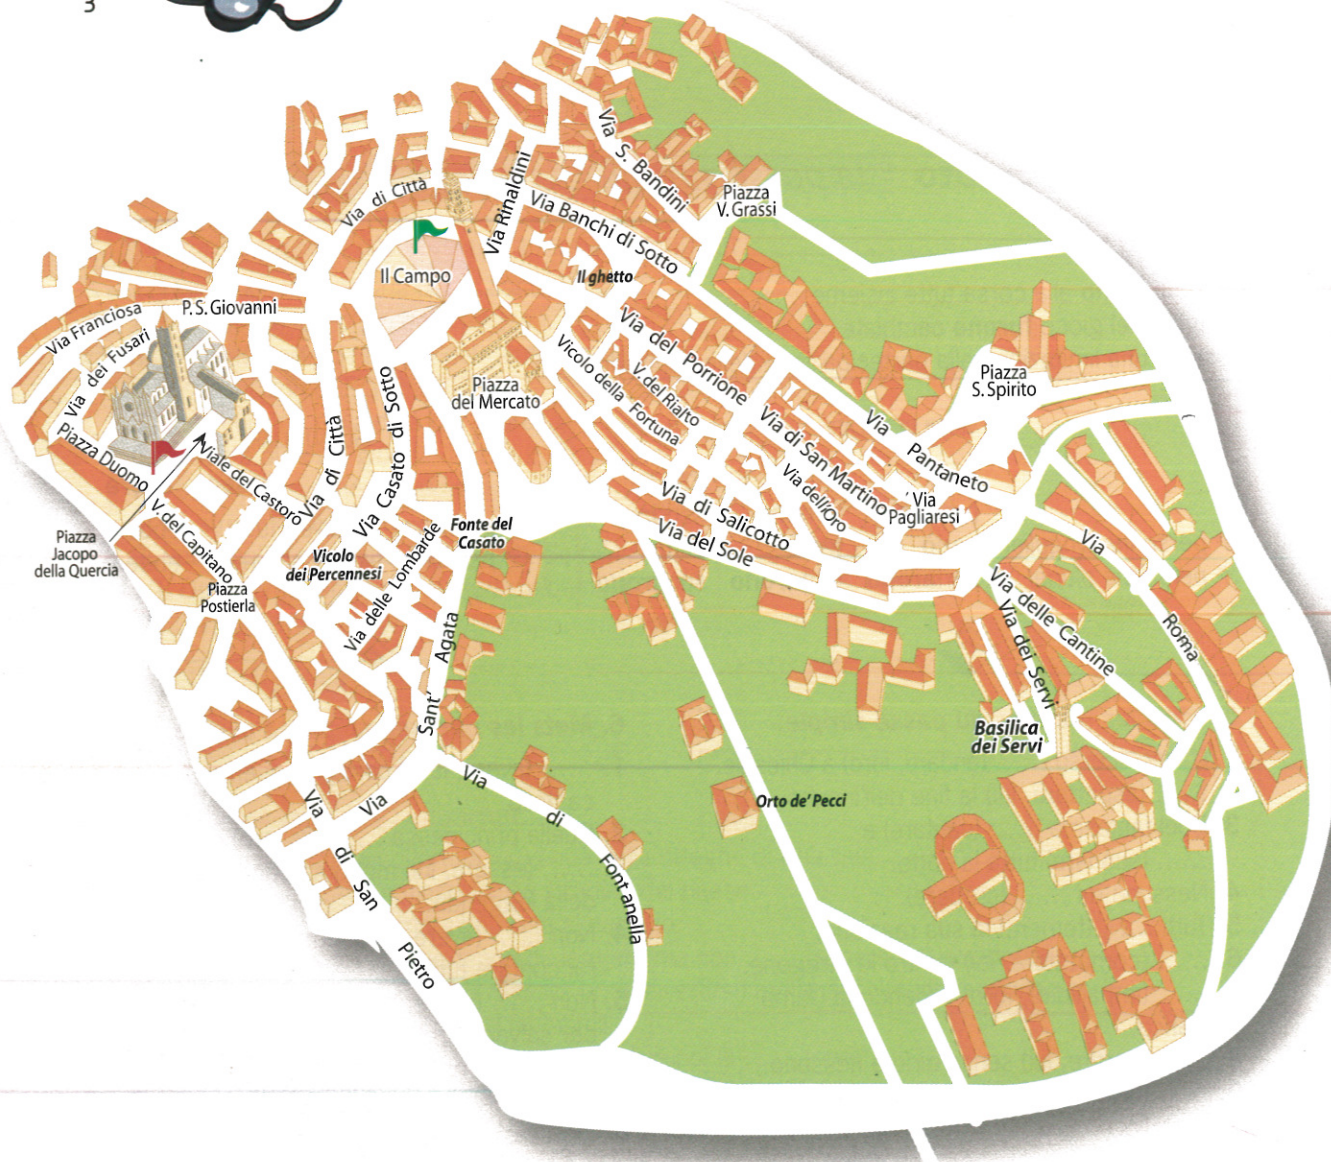 3
Via S. Bandini
Piazza
V. Grassi
Via di Città
Via Rinaldini
Via Banchi di Sotto
Il Campo
Il ghetto
P. S. Giovanni
Via Franciosa
Via dei Fusari
Via del Porrione
Vicolo della Fortuna
V. del Rialto
Piazza
del Mercato
Piazza
S. Spirito
Via Pantaneto
Via di San Martino
Via dell'Oro
Via
Pagliaresi
Via di Salicotto
Via del Sole
Piazza Duomo
Viale del Castoro
Via di Città
Via Casato di Sotto
V. del Capitano
Piazza
Jacopo
della Quercia
Piazza
Postierla
Vicolo
dei Percennesi
Via delle Lombarde
Fonte del
Casato
Via Sant' Agata
Via Roma
Via delle Cantine
Via dei Servi
Basilica
dei Servi
Orto de' Pecci
Via di Fontanella
Via di San Pietro